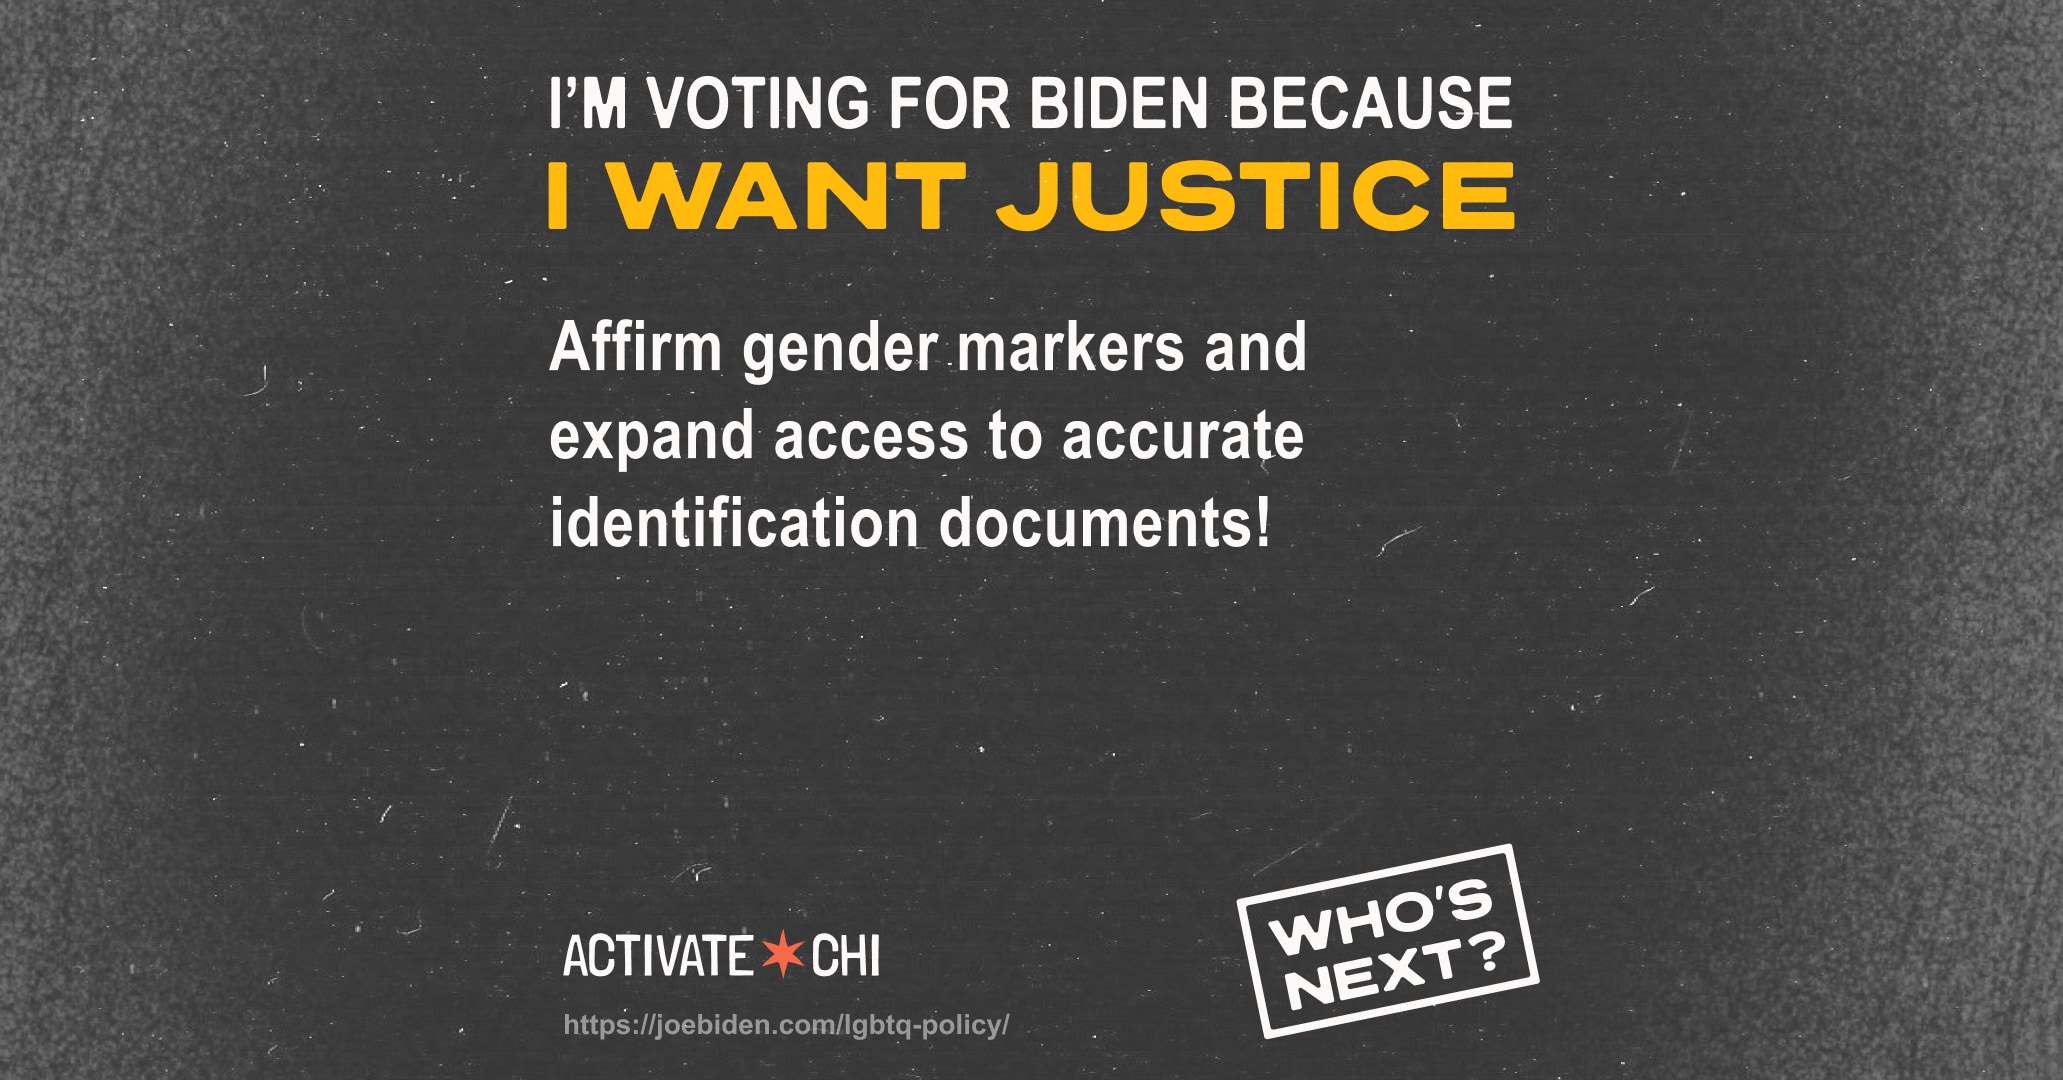 I’M VOTING FOR BIDEN BECAUSE
I WANT JUSTICE
Affirm gender markers and
expand access to accurate
identification documents!
ACTIVATE CHI
https://joebiden.com/lgbtq-policy/
WHO'S
NEXT?